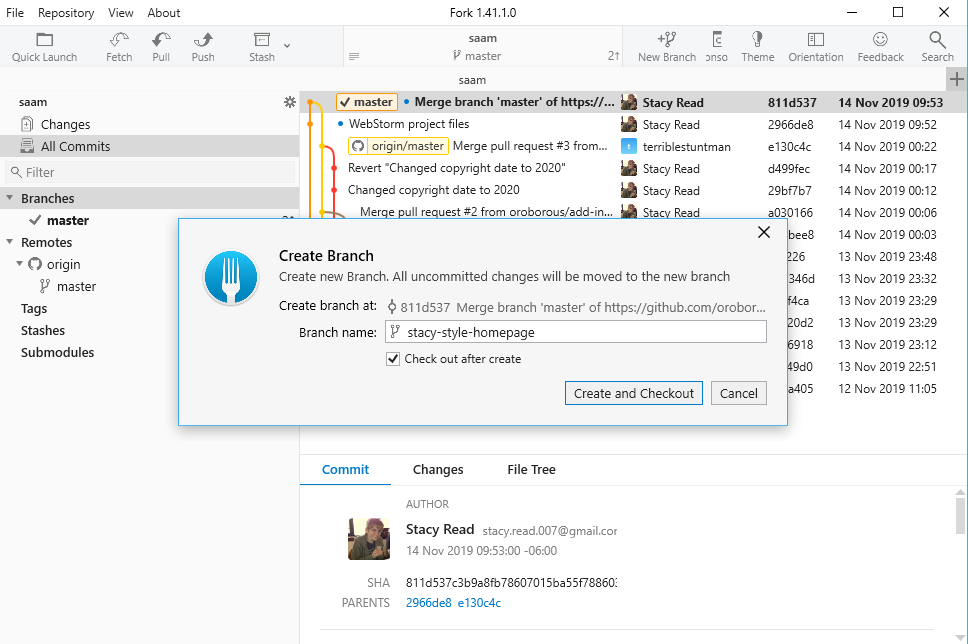 File Repository View About Fork 1.41.1.0
Quick Launch Fetch Pull Push Stash saam master 2↑ New Branch onso Theme Orientation Feedback Search
saam
saam
Changes
All Commits
Filter
Branches
master
Remotes
origin
master
Tags
Stashes
Submodules
master Merge branch 'master' of https://... Stacy Read 811d537 14 Nov 2019 09:53
WebStorm project files Stacy Read 2966de8 14 Nov 2019 09:52
origin/master Merge pull request #3 from... terriblestuntman e130c4c 14 Nov 2019 00:22
Revert "Changed copyright date to 2020" Stacy Read d499fec 14 Nov 2019 00:17
Changed copyright date to 2020 Stacy Read 29bf7b7 14 Nov 2019 00:12
Merge pull request #2 from oroborous/add-in... Stacy Read a030166 14 Nov 2019 00:06
bee8 14 Nov 2019 00:03
226 13 Nov 2019 23:48
346d 13 Nov 2019 23:32
f4ca 13 Nov 2019 23:29
20d2 13 Nov 2019 23:29
6918 13 Nov 2019 23:12
49d0 13 Nov 2019 22:51
a405 12 Nov 2019 11:05
Create Branch
Create new Branch. All uncommitted changes will be moved to the new branch
Create branch at: 811d537 Merge branch 'master' of https://github.com/orobor...
Branch name: stacy-style-homepage
Check out after create
Create and Checkout Cancel
Commit Changes File Tree
AUTHOR
Stacy Read stacy.read.007@gmail.cor
14 Nov 2019 09:53:00 -06:00
SHA 811d537c3b9a8fb78607015ba55f78860
PARENTS 2966de8 e130c4c